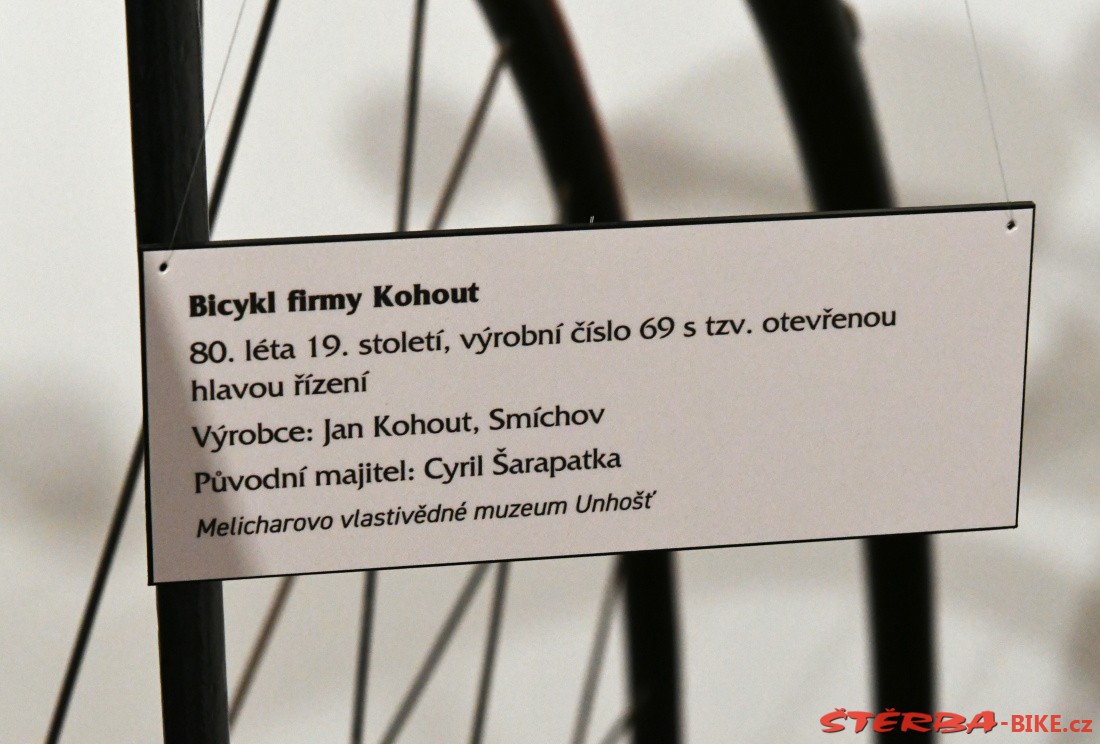 Bicykl firmy Kohout
80. léta 19. století, výrobní číslo 69 s tzv. otevřenou
hlavou řízení
Výrobce: Jan Kohout, Smíchov
Původní majitel: Cyril Šarapatka
Melicharovo vlastivědné muzeum Unhošť
ŠTĚRBA-BIKE.cz